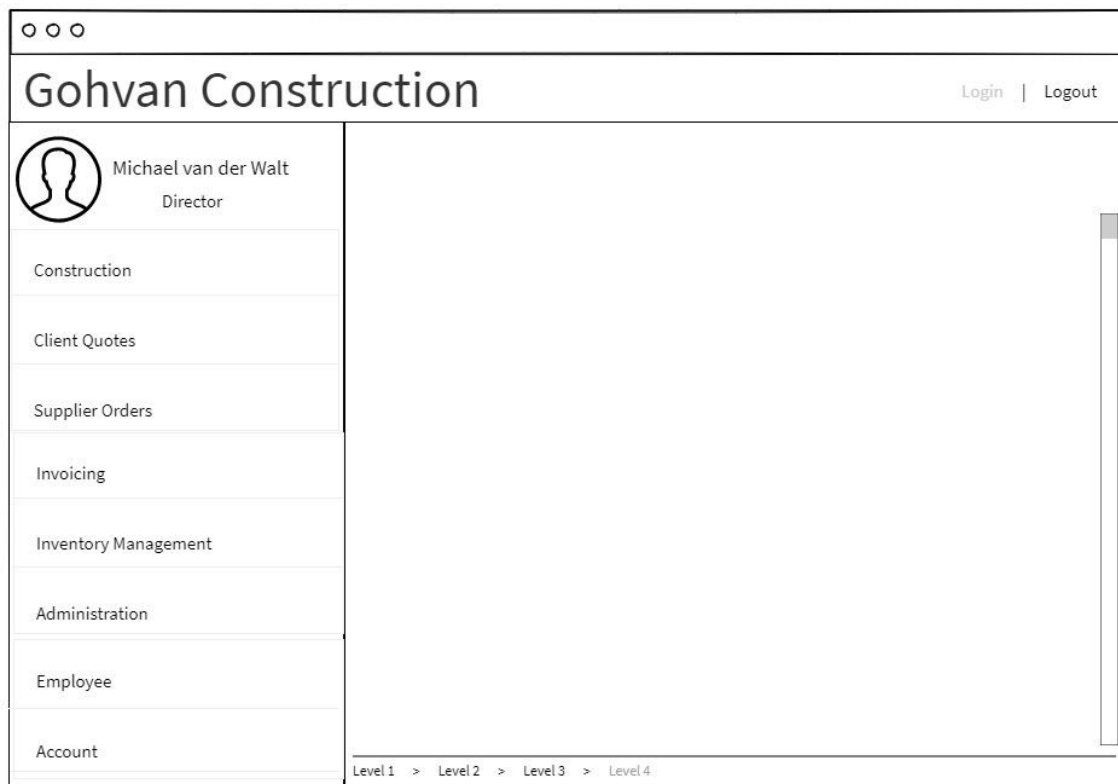 Gohvan Construction
Login | Logout
Michael van der Walt
Director
Construction
Client Quotes
Supplier Orders
Invoicing
Inventory Management
Administration
Employee
Account
Level 1 > Level 2 > Level 3 > Level 4